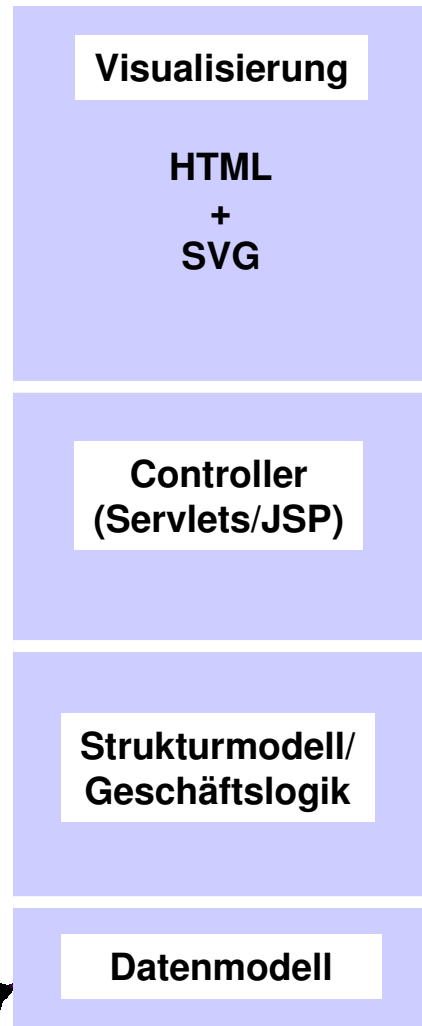 Visualisierung
HTML
+
SVG
Controller
(Servlets/JSP)
Strukturmodell/
Geschäftslogik
Datenmodell